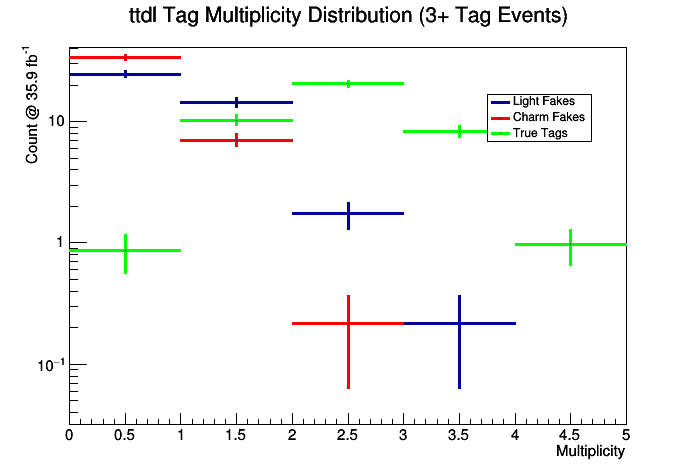 ttdl Tag Multiplicity Distribution (3+ Tag Events)
Count @ 35.9 fb⁻¹
10
1
10⁻¹
Light Fakes
Charm Fakes
True Tags
0 0.5 1 1.5 2 2.5 3 3.5 4 4.5 5
Multiplicity